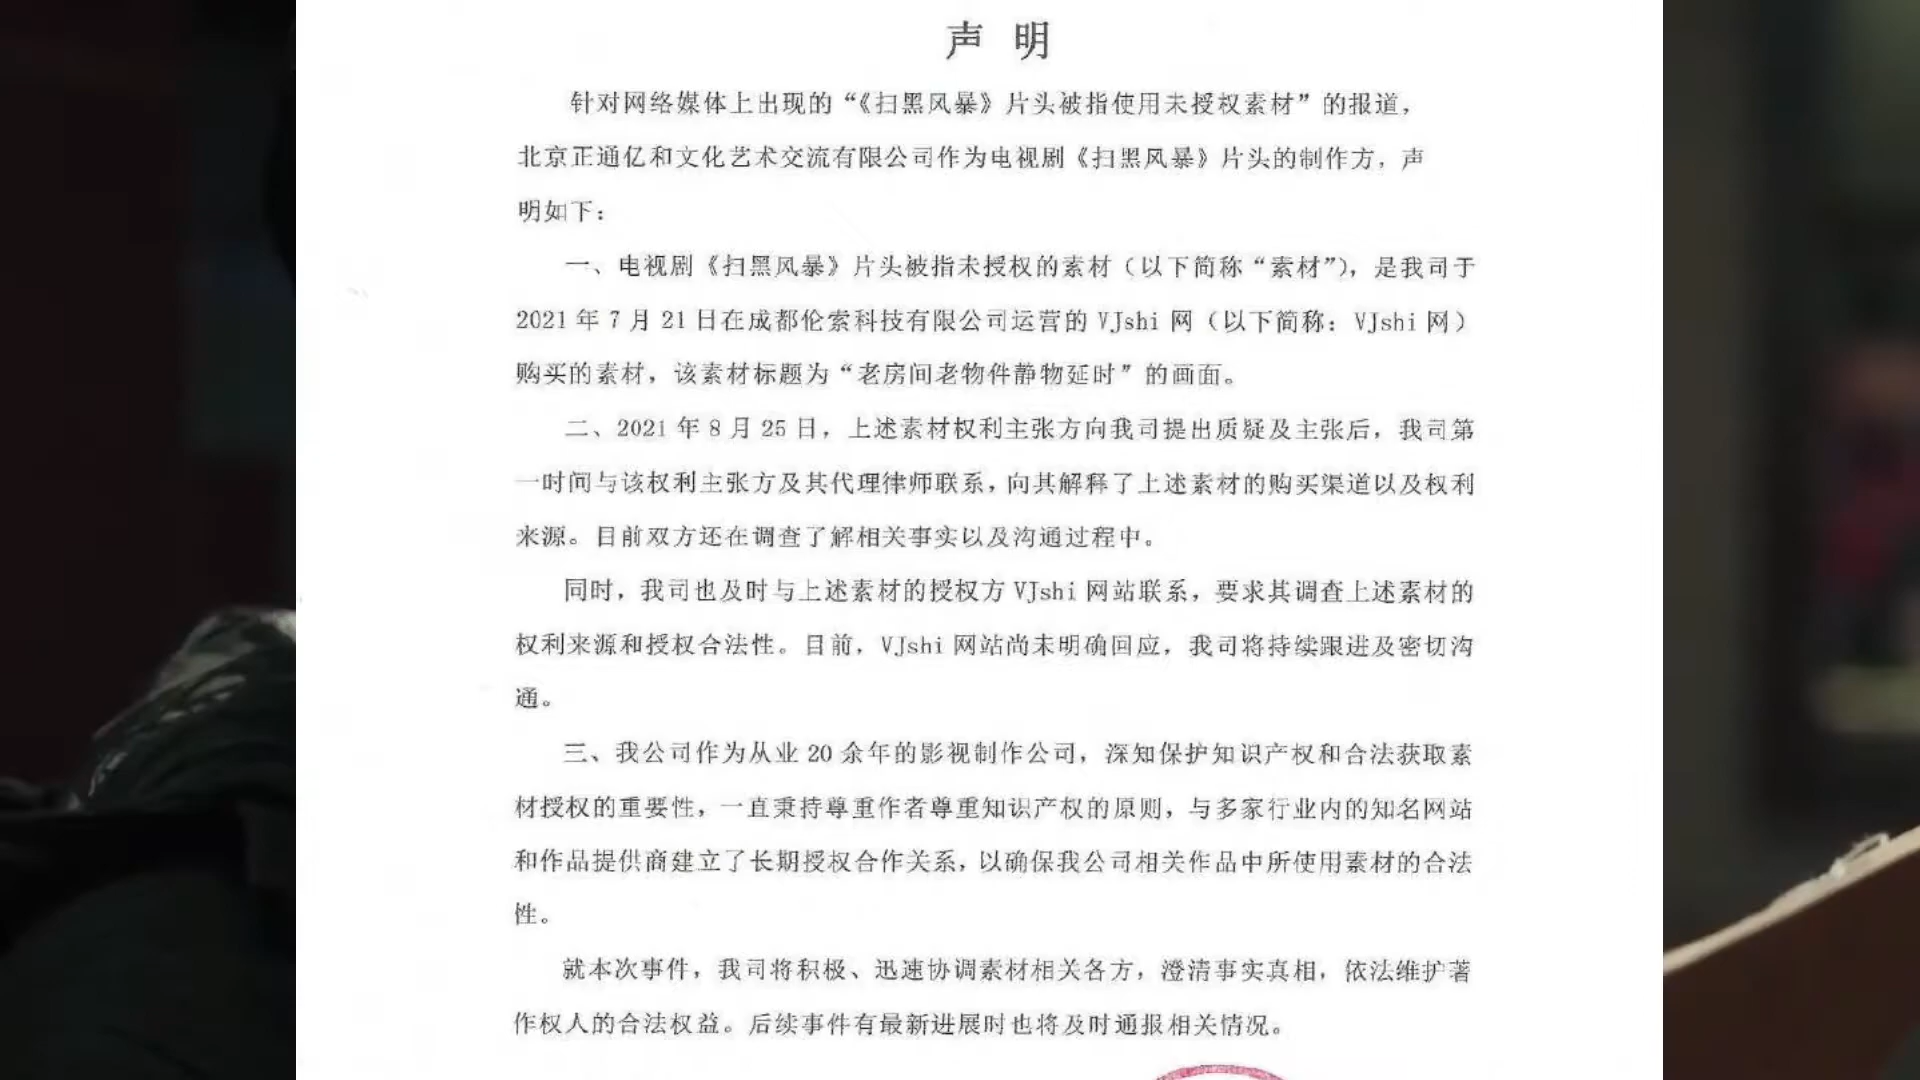 声 明
针对网络媒体上出现的“《扫黑风暴》片头被指使用未授权素材”的报道，
北京正通亿和文化艺术交流有限公司作为电视剧《扫黑风暴》片头的制作方，声
明如下：
一、电视剧《扫黑风暴》片头被指未授权的素材（以下简称“素材”），是我司于
2021 年 7 月 21 日在成都伦索科技有限公司运营的 VJshi 网（以下简称：VJshi 网）
购买的素材，该素材标题为“老房间老物件静物延时”的画面。
二、2021 年 8 月 25 日，上述素材权利主张方向我司提出质疑及主张后，我司第
一时间与该权利主张方及其代理律师联系，向其解释了上述素材的购买渠道以及权利
来源。目前双方还在调查了解相关事实以及沟通过程中。
同时，我司也及时与上述素材的授权方 VJshi 网站联系，要求其调查上述素材的
权利来源和授权合法性。目前，VJshi 网站尚未明确回应，我司将持续跟进及密切沟
通。
三、我公司作为从业 20 余年的影视制作公司，深知保护知识产权和合法获取素
材授权的重要性，一直秉持尊重作者尊重知识产权的原则，与多家行业内的知名网站
和作品提供商建立了长期授权合作关系，以确保我公司相关作品中所使用素材的合法
性。
就本次事件，我司将积极、迅速协调素材相关各方，澄清事实真相，依法维护著
作权人的合法权益。后续事件有最新进展时也将及时通报相关情况。